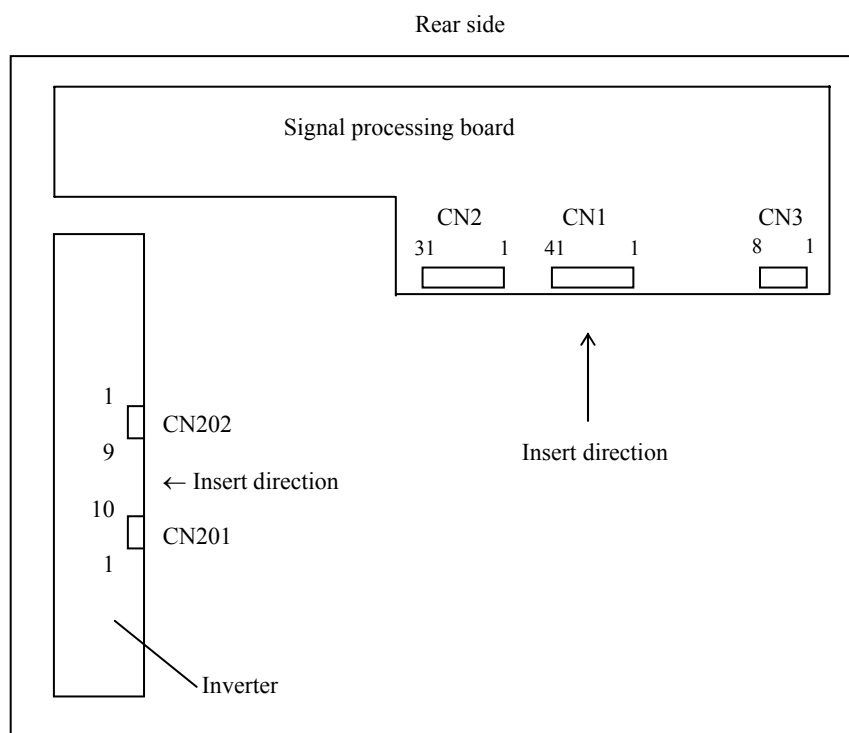 Rear side
Signal processing board
CN2 CN1 CN3
31 1 41 1 8 1
1
CN202
9
Insert direction
← Insert direction
10
CN201
1
Inverter